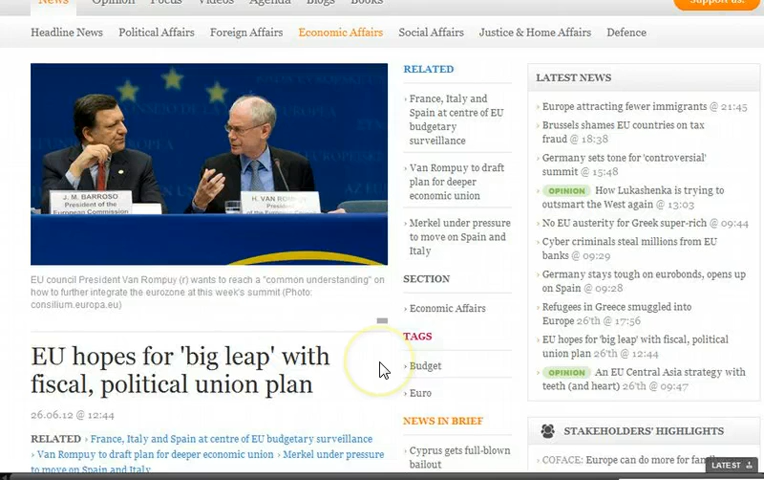 News Opinion Focus Videos Agenda Blogs Books
Support us!
Headline News Political Affairs Foreign Affairs Economic Affairs Social Affairs Justice & Home Affairs Defence
J. M. BARROSO
President of the
European Commission
H. VAN
President
EU council President Van Rompuy (r) wants to reach a "common understanding" on
how to further integrate the eurozone at this week's summit (Photo:
consilium.europa.eu)
EU hopes for 'big leap' with
fiscal, political union plan
26.06.12 @ 12:44
RELATED › France, Italy and Spain at centre of EU budgetary surveillance
› Van Rompuy to draft plan for deeper economic union › Merkel under pressure
to move on Spain and Italy
RELATED
› France, Italy and
Spain at centre of EU
budgetary
surveillance
› Van Rompuy to draft
plan for deeper
economic union
› Merkel under pressure
to move on Spain and
Italy
SECTION
› Economic Affairs
TAGS
› Budget
› Euro
NEWS IN BRIEF
› Cyprus gets full-blown
bailout
LATEST NEWS
› Europe attracting fewer immigrants @ 21:45
› Brussels shames EU countries on tax
fraud @ 18:38
› Germany sets tone for 'controversial'
summit @ 15:48
› OPINION How Lukashenka is trying to
outsmart the West again @ 13:03
› No EU austerity for Greek super-rich @ 09:44
› Cyber criminals steal millions from EU
banks @ 09:29
› Germany stays tough on eurobonds, opens up
on Spain @ 09:28
› Refugees in Greece smuggled into
Europe 26'th @ 17:56
› EU hopes for 'big leap' with fiscal, political
union plan 26'th @ 12:44
› OPINION An EU Central Asia strategy with
teeth (and heart) 26'th @ 09:47
STAKEHOLDERS' HIGHLIGHTS
› COFACE: Europe can do more for
LATEST